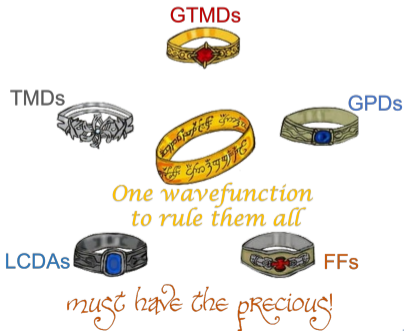 GTMDs
TMDs
GPDs
One wavefunction
to rule them all
LCDAs
FFs
must have the precious!